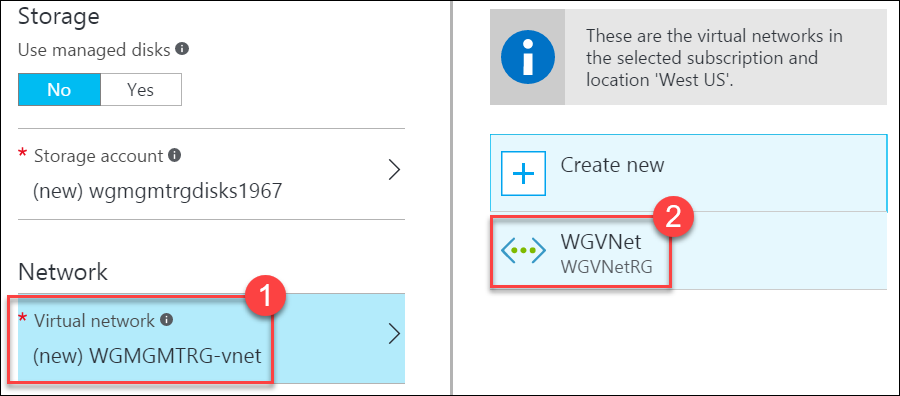 Storage
Use managed disks
No Yes
* Storage account
(new) wgmgmtrgdisks1967
Network
1
* Virtual network
(new) WGMGMTRG-vnet
These are the virtual networks in
the selected subscription and
location 'West US'.
Create new
2
WGVNet
WGVNetRG